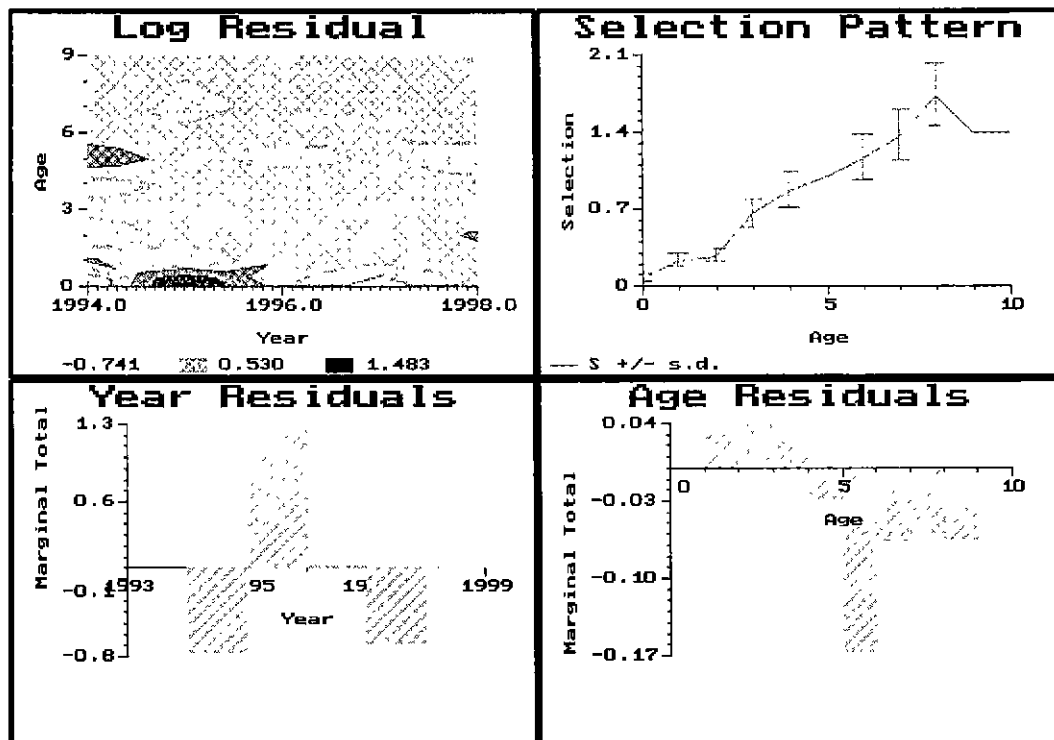 Log Residual
9
6
3
0
Age
1994.0 1996.0 1998.0
Year
-0.741 0.530 1.483
Selection Pattern
2.1
1.4
0.7
0
Selection
0 5 10
Age
S +/- s.d.
Year Residuals
1.3
0.6
-0.1
-0.8
Marginal Total
1993 95 19 1999
Year
Age Residuals
0.04
-0.03
-0.10
-0.17
Marginal Total
0 5 10
Age